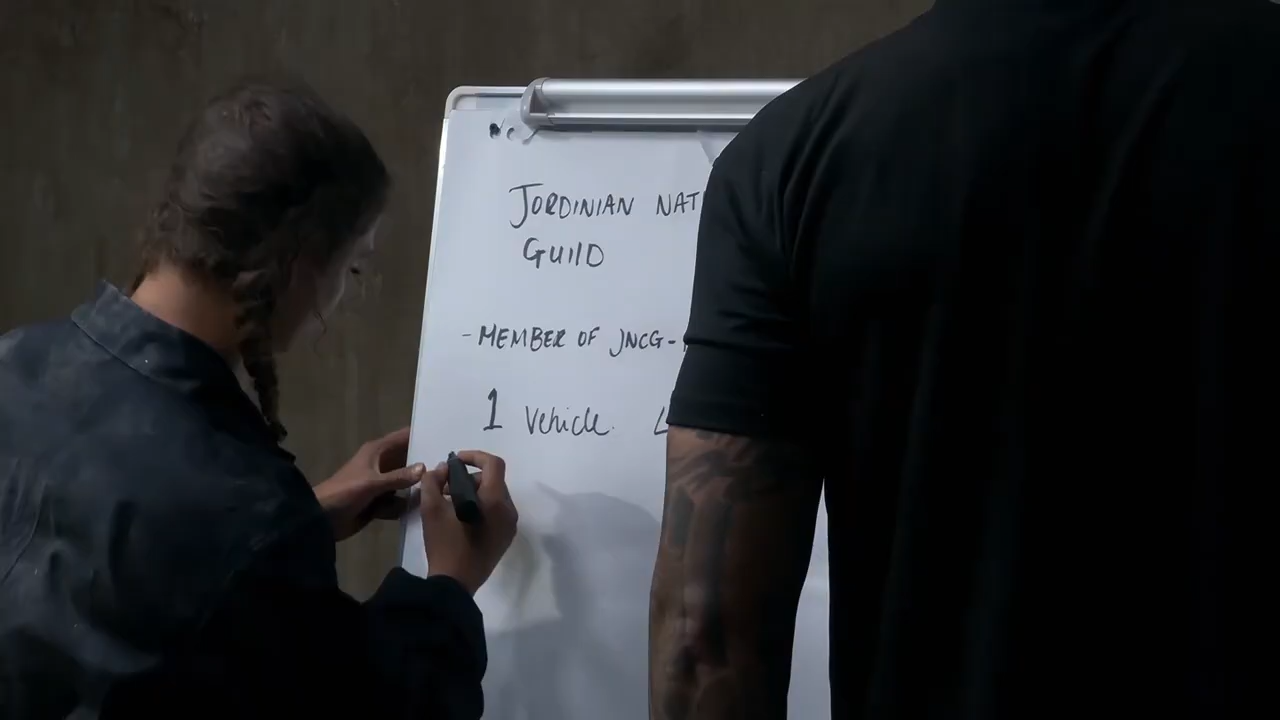 JORDINIAN NAT
GUILD
- MEMBER OF JNCG -
1 Vehicle.